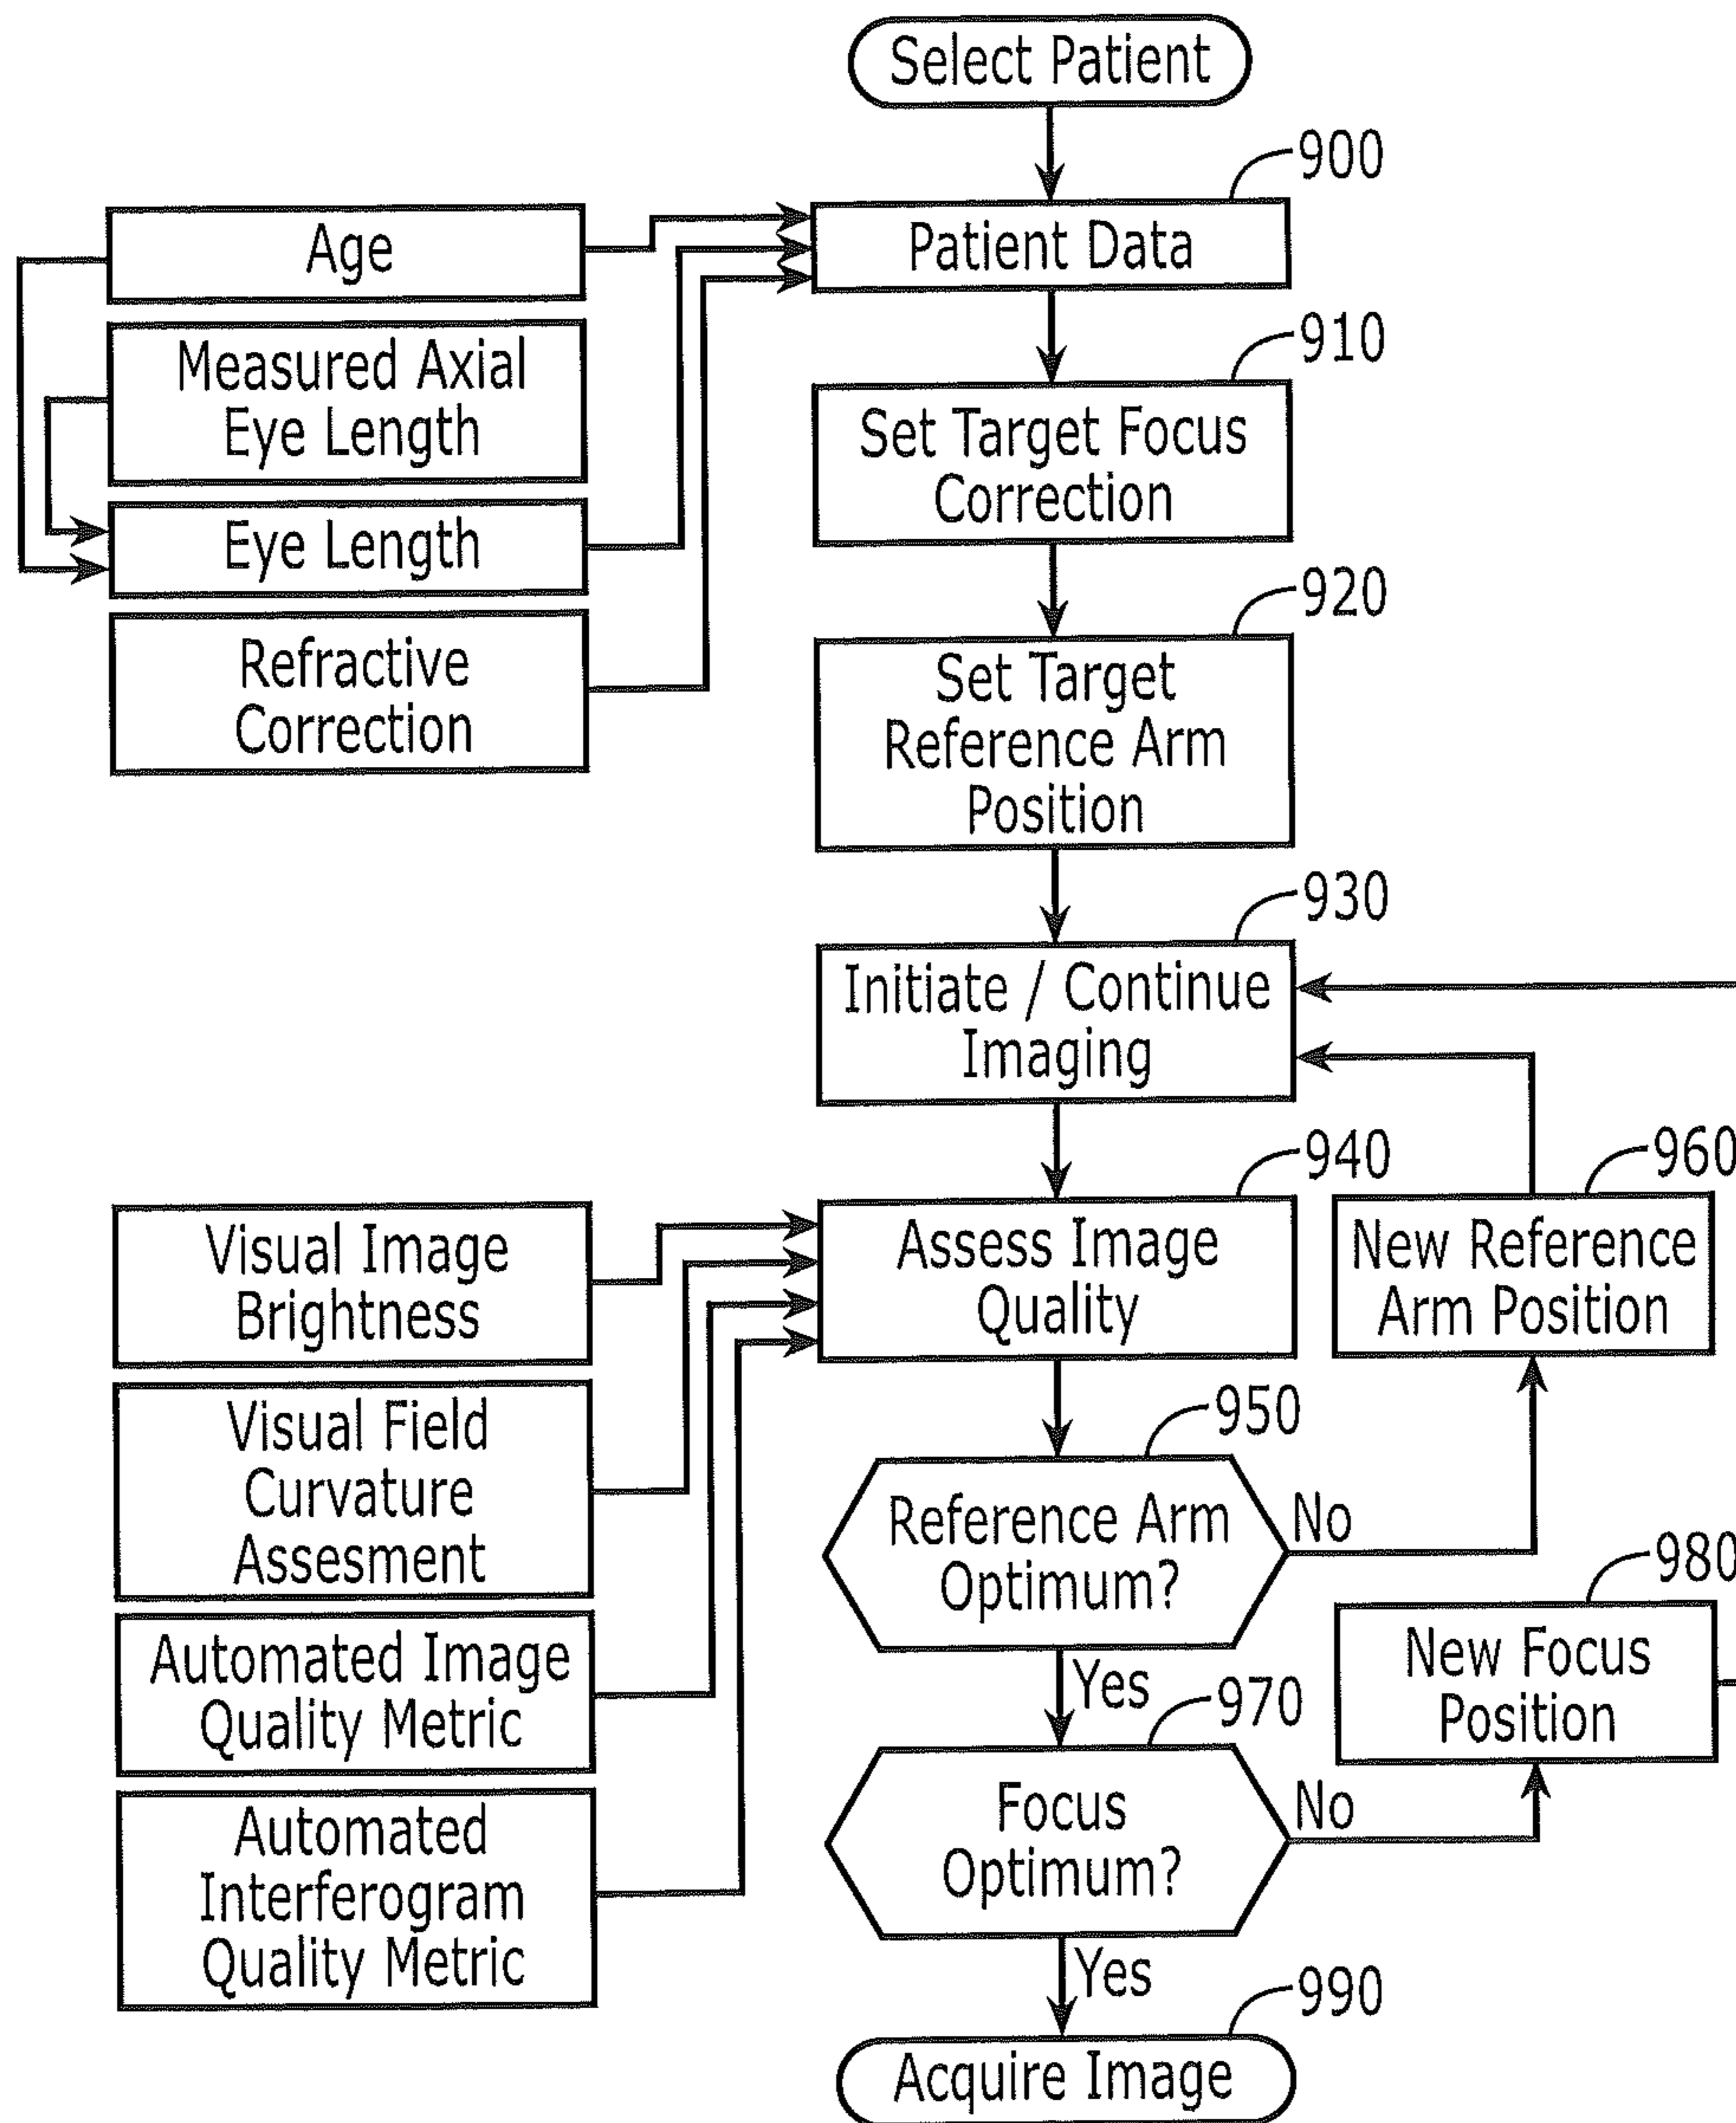 Select Patient
900
Age
Patient Data
910
Measured Axial
Eye Length
Set Target Focus
Correction
Eye Length
920
Refractive
Correction
Set Target
Reference Arm
Position
930
Initiate / Continue
Imaging
940
960
Visual Image
Brightness
Assess Image
Quality
New Reference
Arm Position
950
Visual Field
Curvature
Assesment
Reference Arm
Optimum?
No
980
Automated Image
Quality Metric
Yes
970
New Focus
Position
Automated
Interferogram
Quality Metric
Focus
Optimum?
No
Yes
990
Acquire Image